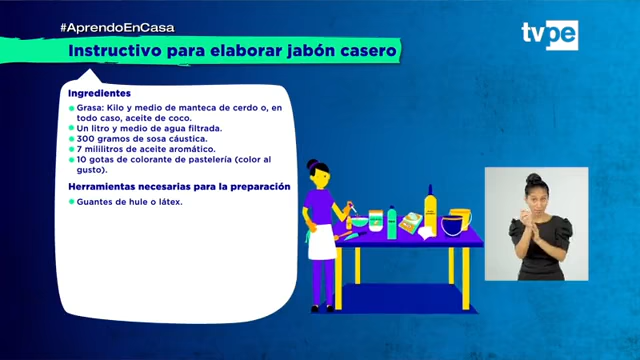 #AprendoEnCasa
tvpe
Instructivo para elaborar jabón casero
Ingredientes
Grasa: Kilo y medio de manteca de cerdo o, en
todo caso, aceite de coco.
Un litro y medio de agua filtrada.
300 gramos de sosa cáustica.
7 mililitros de aceite aromático.
10 gotas de colorante de pastelería (color al
gusto).
Herramientas necesarias para la preparación
Guantes de hule o látex.